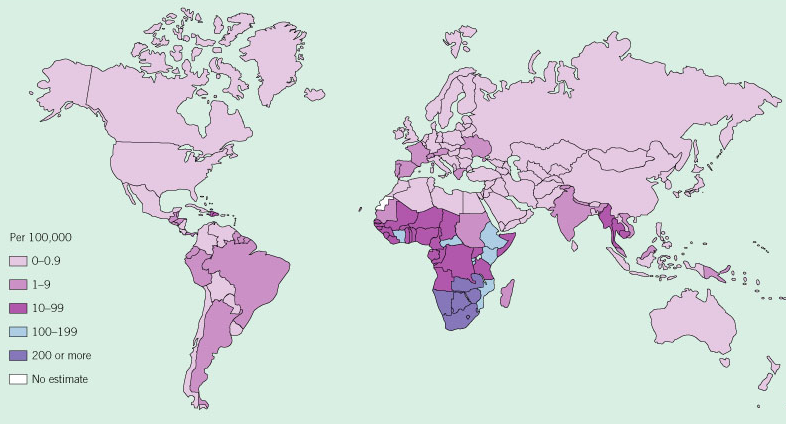 Per 100,000
0–0.9
1–9
10–99
100–199
200 or more
No estimate